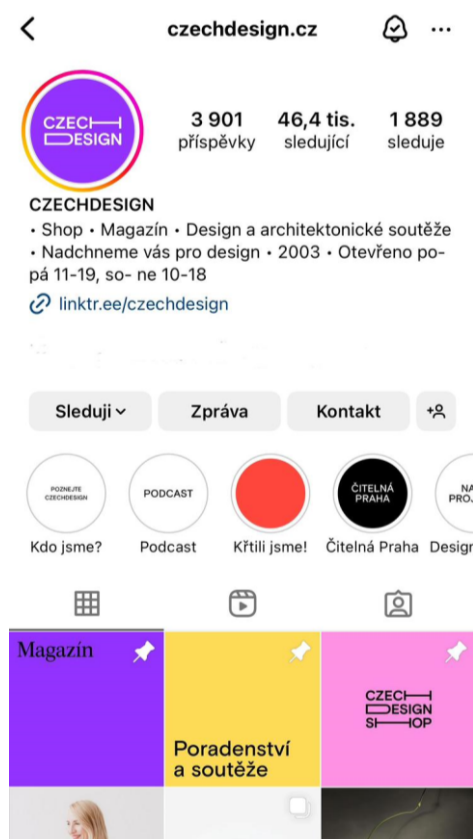 czechdesign.cz
CZECH
DESIGN
3 901 46,4 tis. 1 889
příspěvky sledující sleduje
CZECHDESIGN
• Shop • Magazín • Design a architektonické soutěže
• Nadchneme vás pro design • 2003 • Otevřeno po-
pá 11-19, so- ne 10-18
linktr.ee/czechdesign
Sleduji Zpráva Kontakt
POZNEJTE
CZECHDESIGN
PODCAST
ČITELNÁ
PRAHA
NA
PROJ
Kdo jsme? Podcast Křtili jsme! Čitelná Praha Design
Magazín
Poradenství
a soutěže
CZECH
DESIGN
SHOP